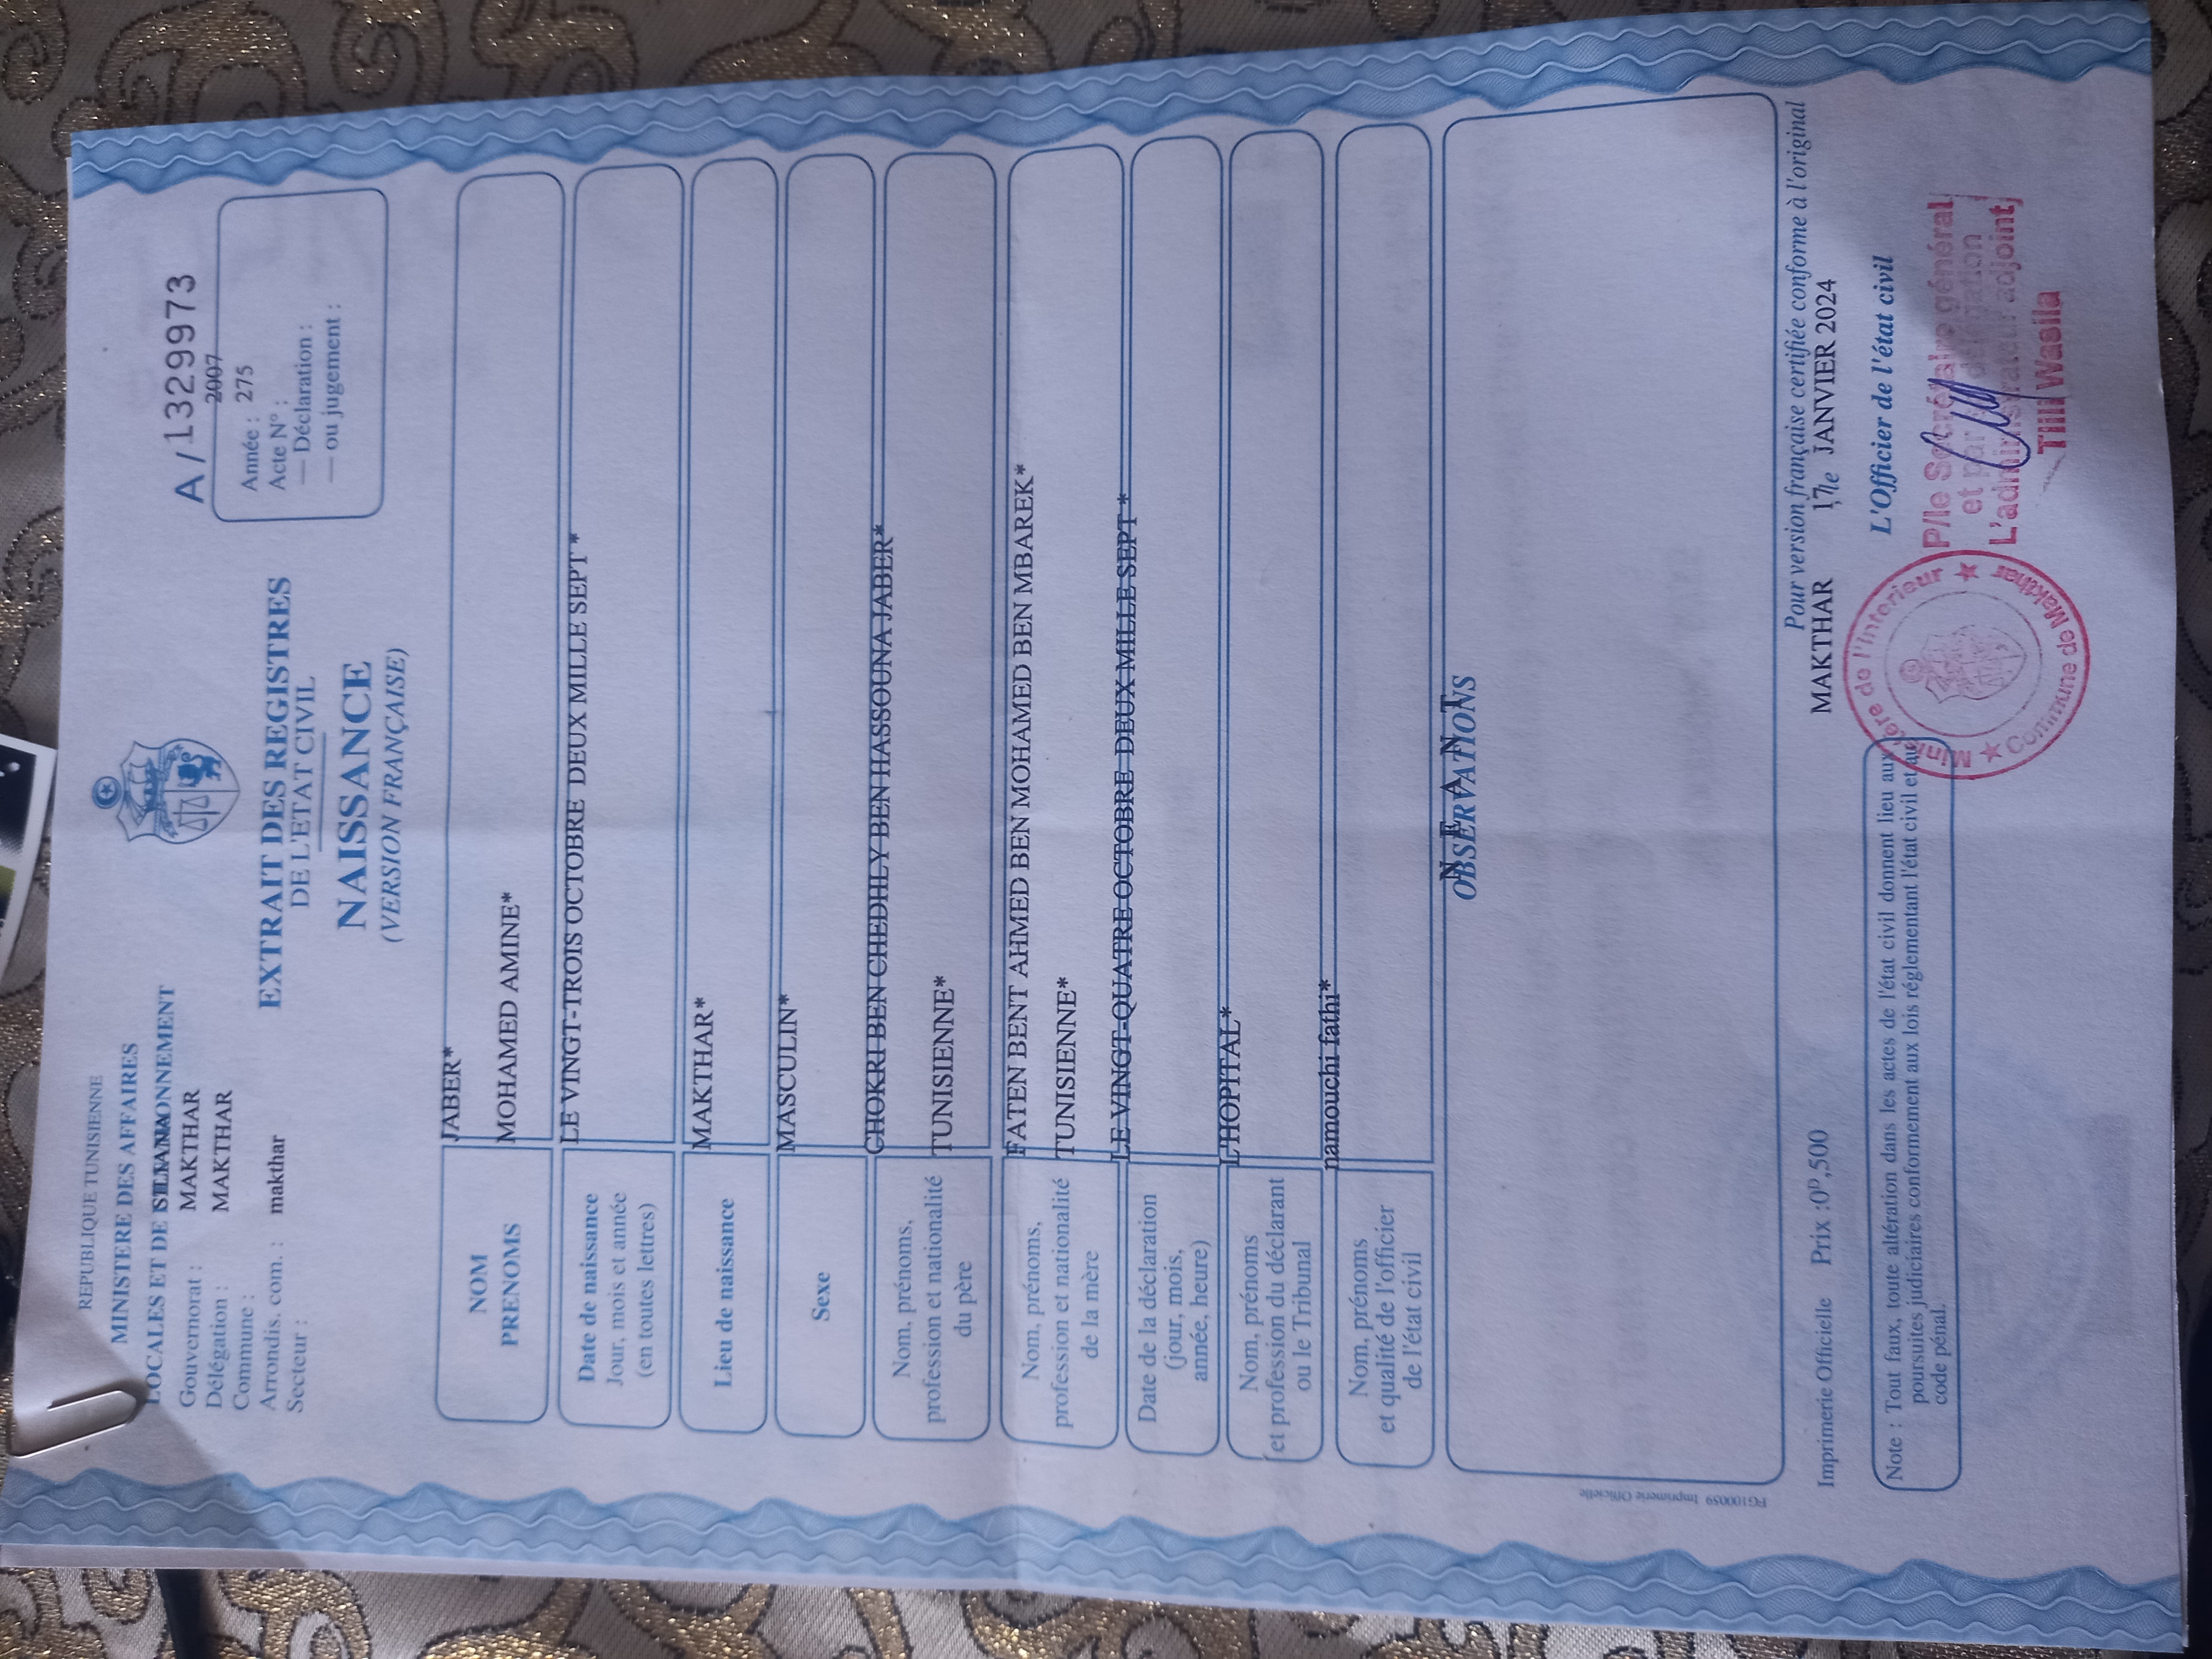 REPUBLIQUE TUNISIENNE
MINISTERE DES AFFAIRES
LOCALES ET DE L'ENVIRONNEMENT
Gouvernorat : SILIANA
Délégation : MAKTHAR
Commune : MAKTHAR
Arrondis. com. :
Secteur : makthar
EXTRAIT DES REGISTRES
DE L'ETAT CIVIL
NAISSANCE
(VERSION FRANÇAISE)
A/1329973
2007
Année : 275
Acte N° :
— Déclaration :
— ou jugement :
NOM
PRENOMS
JABER*
MOHAMED AMINE*
Date de naissance
Jour, mois et année
(en toutes lettres)
LE VINGT-TROIS OCTOBRE DEUX MILLE SEPT *
Lieu de naissance
MAKTHAR*
Sexe
MASCULIN*
Nom, prénoms,
profession et nationalité
du père
CHOKRI BEN CHEDHLY BEN HASSOUNA JABER*
TUNISIENNE*
Nom, prénoms,
profession et nationalité
de la mère
FATEN BENT AHMED BEN MOHAMED BEN MBAREK*
TUNISIENNE*
Date de la déclaration
(jour, mois,
année, heure)
LE VINGT-QUATRE OCTOBRE DEUX MILLE SEPT *
Nom, prénoms
et profession du déclarant
ou le Tribunal
L'HOPITAL*
Nom, prénoms
et qualité de l'officier
de l'état civil
namouchi fathi*
OBSERVATIONS
N E A N T
FG100059 Imprimerie Officielle
Imprimerie Officielle Prix :0ᴰ,500
Pour version française certifiée conforme à l'original
MAKTHAR 17le JANVIER 2024
L'Officier de l'état civil
P/le Secrétaire général
et par délégation
L'administrateur adjoint
Tlili Wasila
Ministère de l'Interieur ★ Commune de Makthar ★
Note : Tout faux, toute altération dans les actes de l'état civil donnent lieu aux
poursuites judiciaires conformement aux lois réglementant l'état civil et au
code pénal.